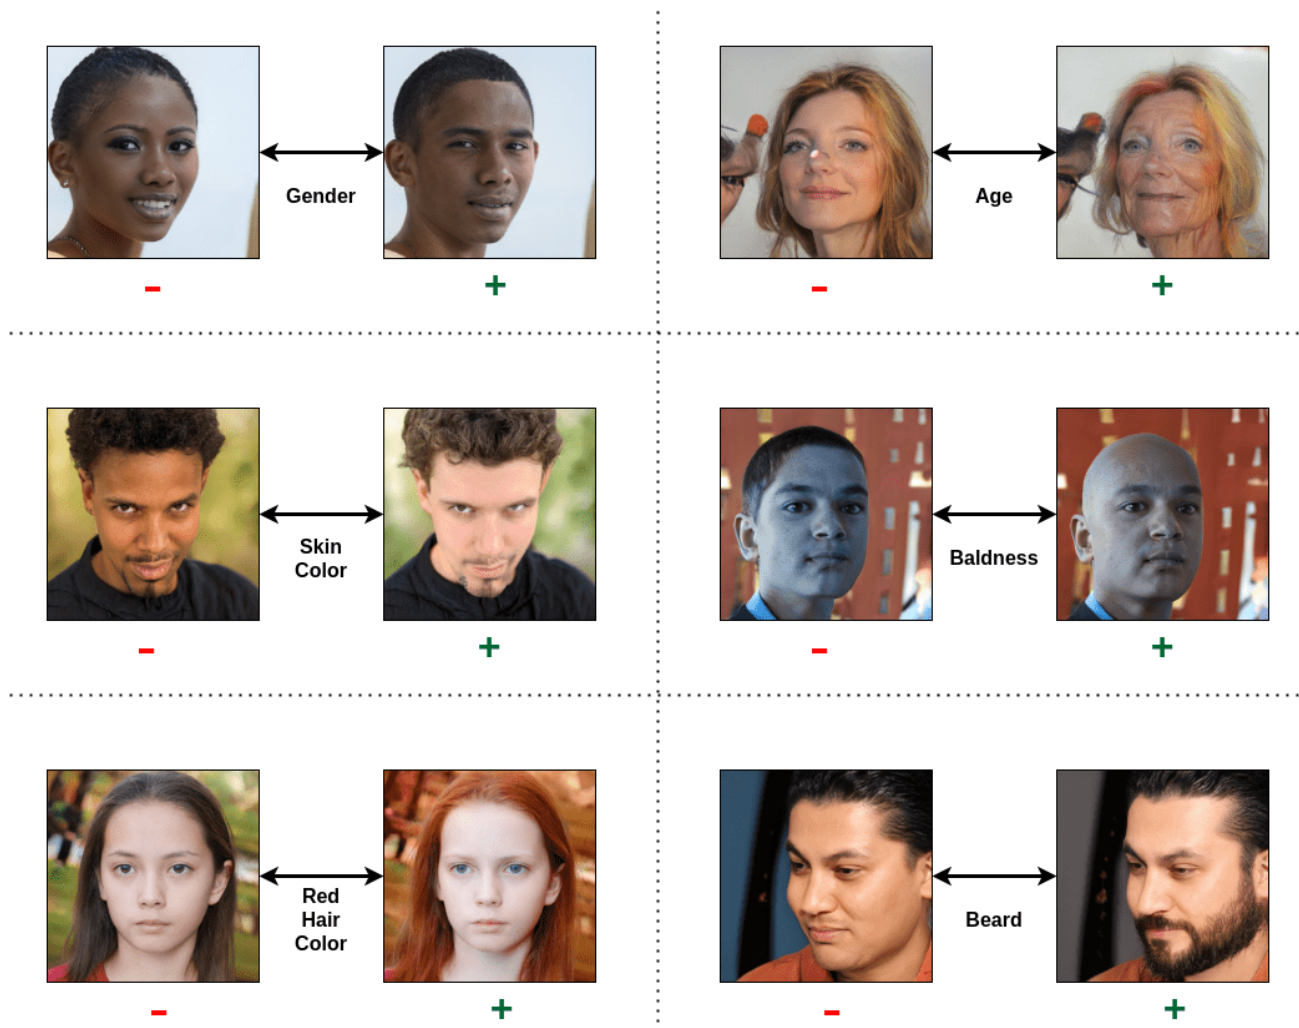 Gender
Age
- +
- +
Skin
Color
Baldness
- +
- +
Red
Hair
Color
Beard
- +
- +